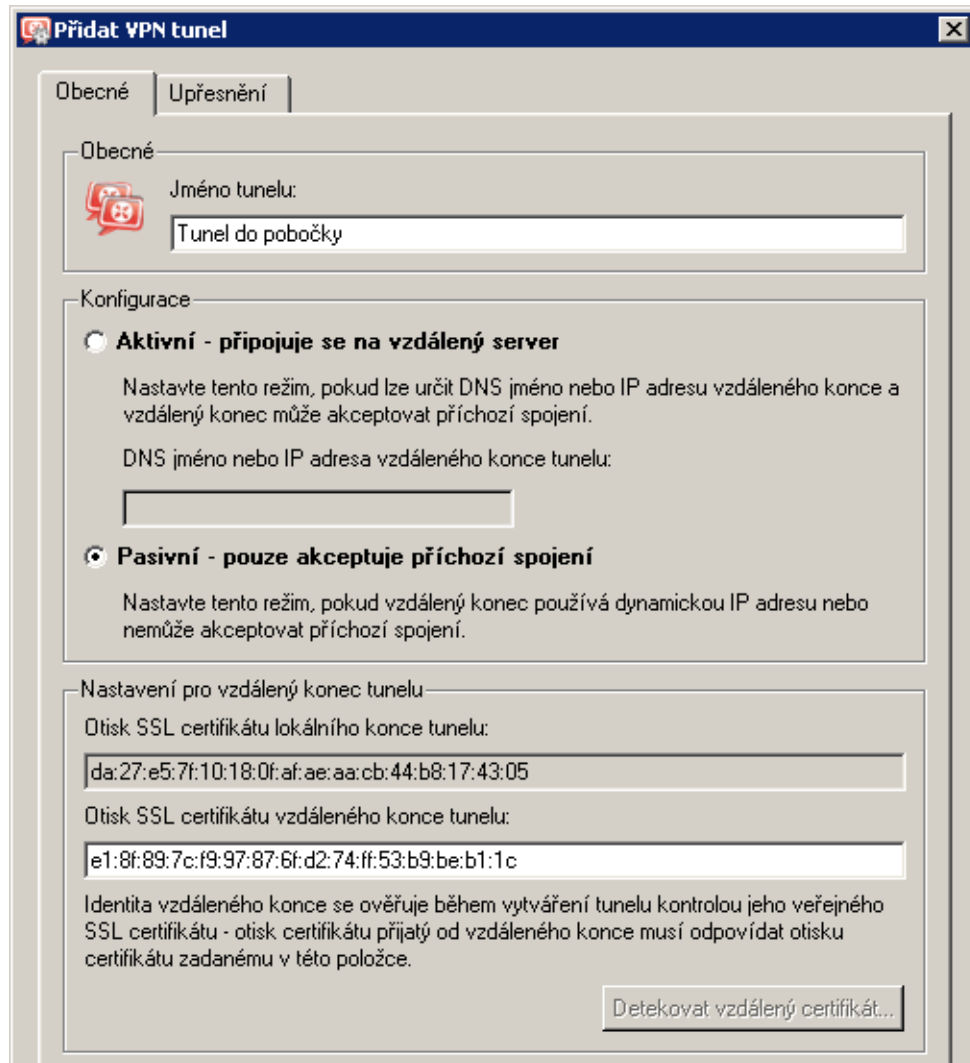 Přidat VPN tunel
Obecné
Upřesnění
Obecné
Jméno tunelu:
Tunel do pobočky
Konfigurace
Aktivní - připojuje se na vzdálený server
Nastavte tento režim, pokud lze určit DNS jméno nebo IP adresu vzdáleného konce a
vzdálený konec může akceptovat příchozí spojení.
DNS jméno nebo IP adresa vzdáleného konce tunelu:
Pasivní - pouze akceptuje příchozí spojení
Nastavte tento režim, pokud vzdálený konec používá dynamickou IP adresu nebo
nemůže akceptovat příchozí spojení.
Nastavení pro vzdálený konec tunelu
Otisk SSL certifikátu lokálního konce tunelu:
da:27:e5:7f:10:18:0f:af:ae:aa:cb:44:b8:17:43:05
Otisk SSL certifikátu vzdáleného konce tunelu:
e1:8f:89:7c:f9:97:87:6f:d2:74:ff:53:b9:be:b1:1c
Identita vzdáleného konce se ověřuje během vytváření tunelu kontrolou jeho veřejného
SSL certifikátu - otisk certifikátu přijatý od vzdáleného konce musí odpovídat otisku
certifikátu zadanému v této položce.
Detekovat vzdálený certifikát...